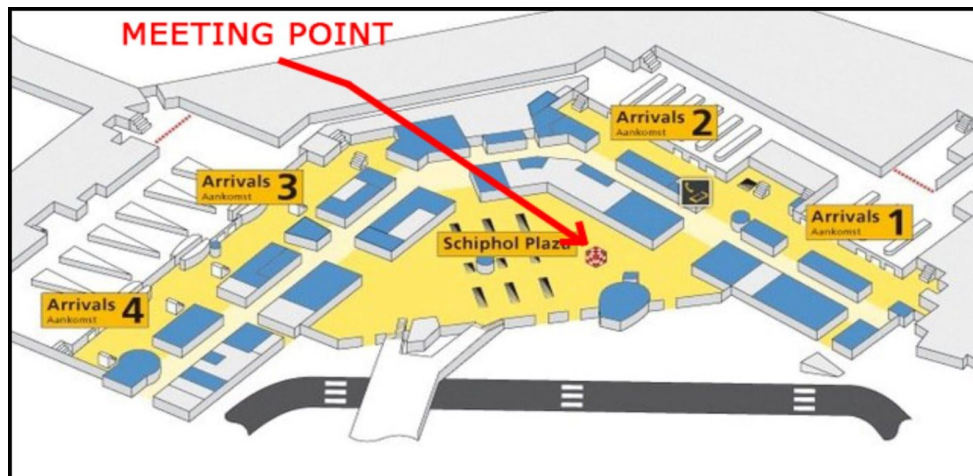 MEETING POINT
Arrivals 2
Aankomst
Arrivals 3
Aankomst
Arrivals 1
Aankomst
Schiphol Plaza
Arrivals 4
Aankomst